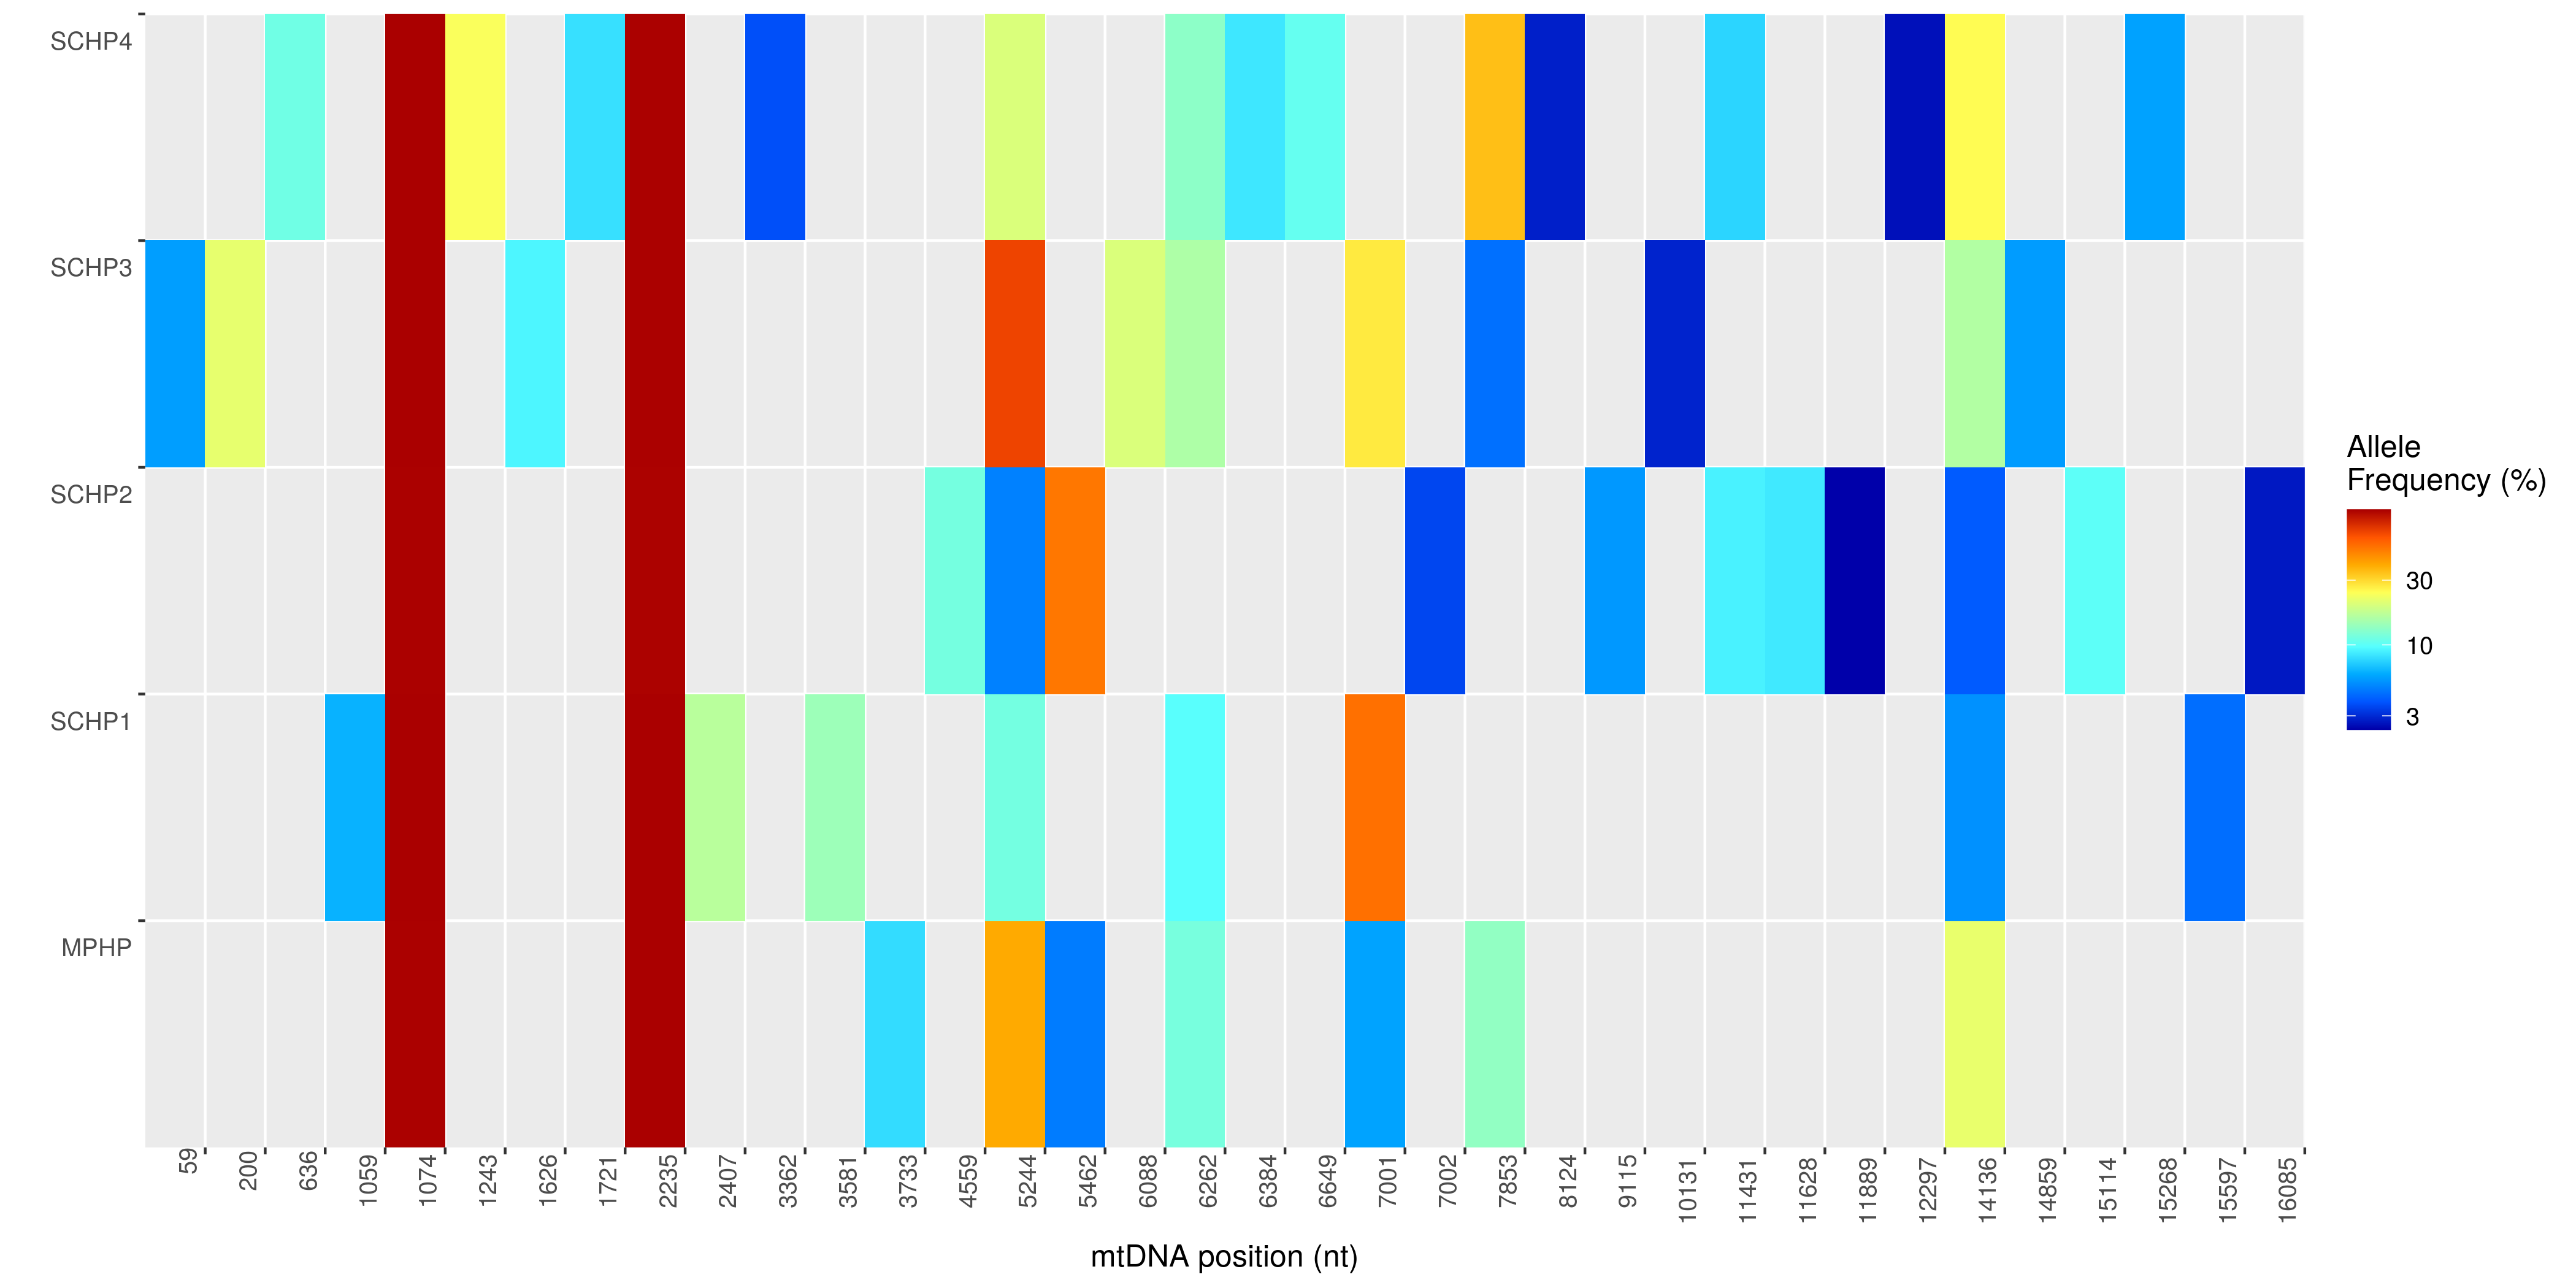 SCHP4
SCHP3
SCHP2
SCHP1
MPHP
59 200 636 1059 1074 1243 1626 1721 2235 2407 3362 3581 3733 4559 5244 5462 6088 6262 6384 6649 7001 7002 7853 8124 9115 10131 11431 11628 11889 12297 14136 14859 15114 15268 15597 16085
mtDNA position (nt)
Allele
Frequency (%)
30
10
3